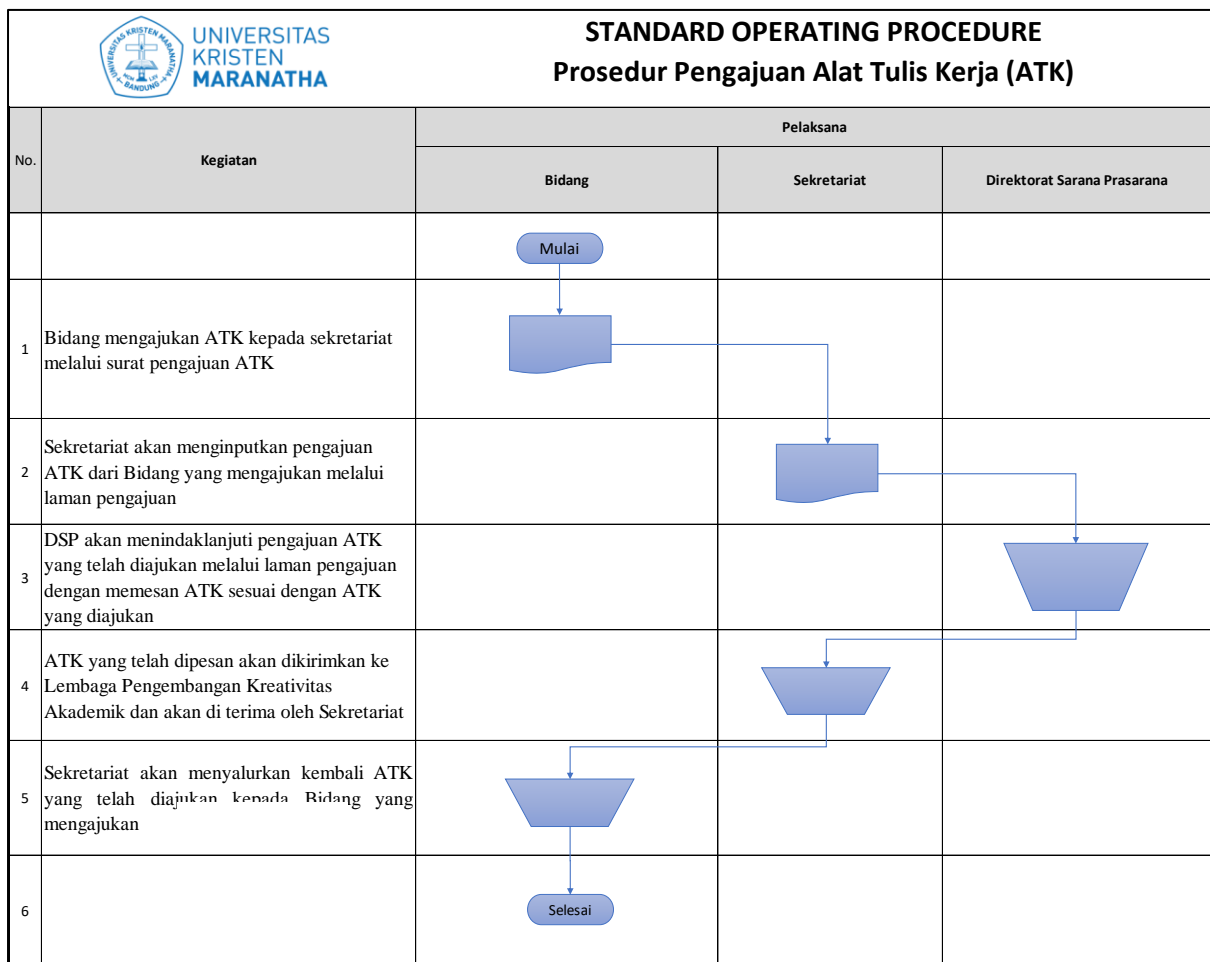 UNIVERSITAS
KRISTEN
MARANATHA
STANDARD OPERATING PROCEDURE
Prosedur Pengajuan Alat Tulis Kerja (ATK)
No.
Kegiatan
Pelaksana
Bidang
Sekretariat
Direktorat Sarana Prasarana
Mulai
1
Bidang mengajukan ATK kepada sekretariat
melalui surat pengajuan ATK
2
Sekretariat akan menginputkan pengajuan
ATK dari Bidang yang mengajukan melalui
laman pengajuan
3
DSP akan menindaklanjuti pengajuan ATK
yang telah diajukan melalui laman pengajuan
dengan memesan ATK sesuai dengan ATK
yang diajukan
4
ATK yang telah dipesan akan dikirimkan ke
Lembaga Pengembangan Kreativitas
Akademik dan akan di terima oleh Sekretariat
5
Sekretariat akan menyalurkan kembali ATK
yang telah diajukan kepada Bidang yang
mengajukan
6
Selesai